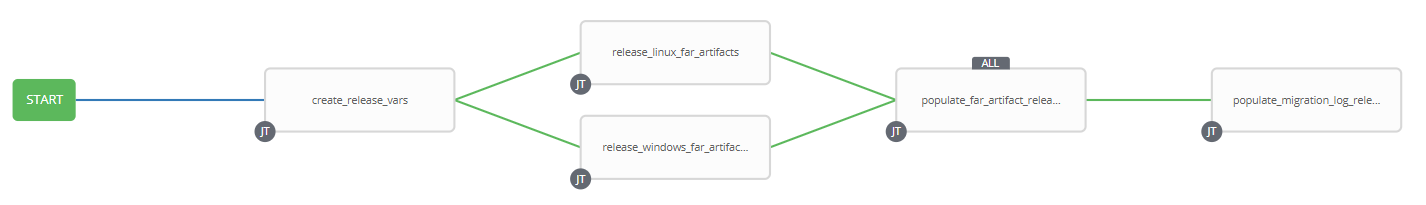 START
create_release_vars
JT
release_linux_far_artifacts
JT
release_windows_far_artifac...
JT
ALL
populate_far_artifact_relea...
JT
populate_migration_log_rele...
JT